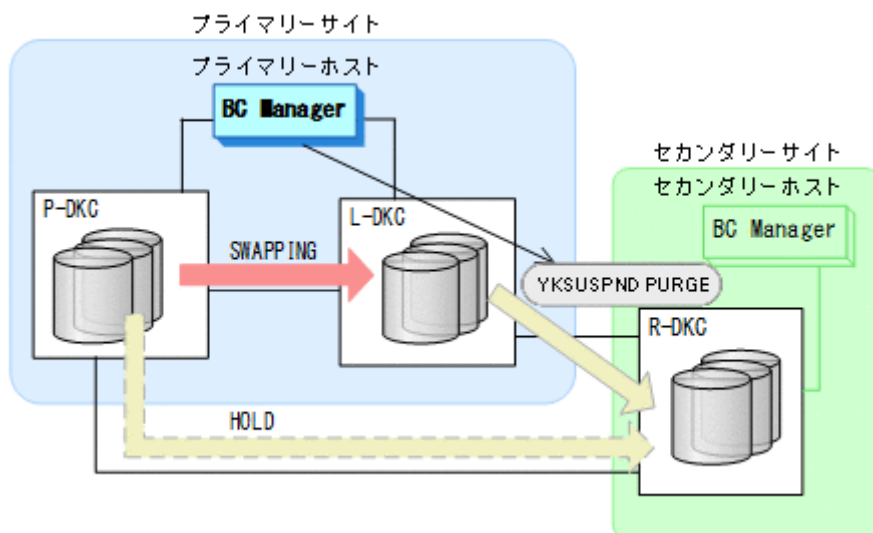 プライマリーサイト
プライマリーホスト
BC Manager
セカンダリーサイト
セカンダリーホスト
BC Manager
P-DKC
L-DKC
SWAPPING
YKSUSPND PURGE
R-DKC
HOLD